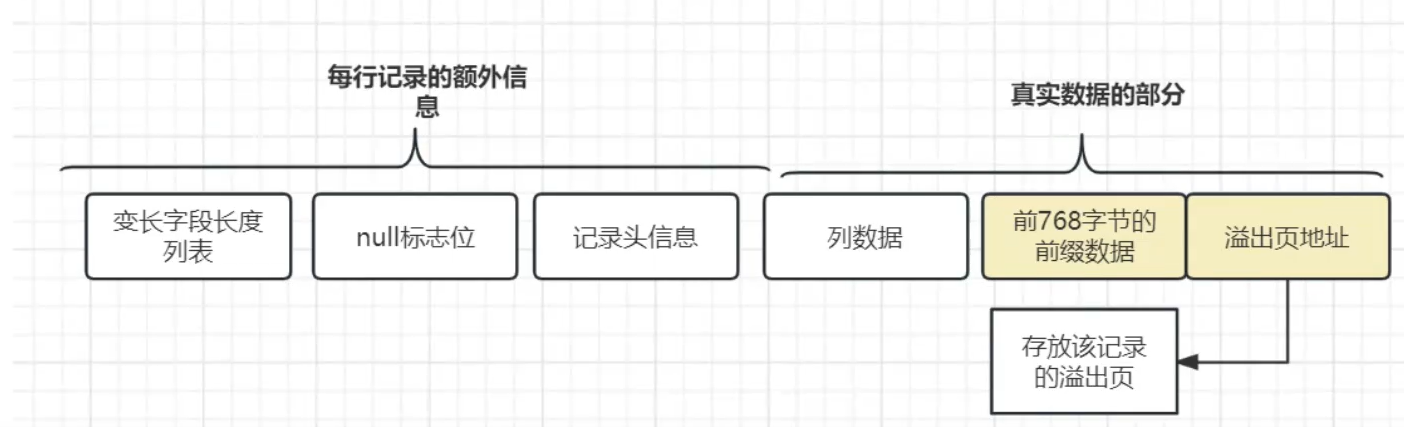 每行记录的额外信
息
真实数据的部分
变长字段长度
列表
null标志位
记录头信息
列数据
前768字节的
前缀数据
溢出页地址
存放该记录
的溢出页